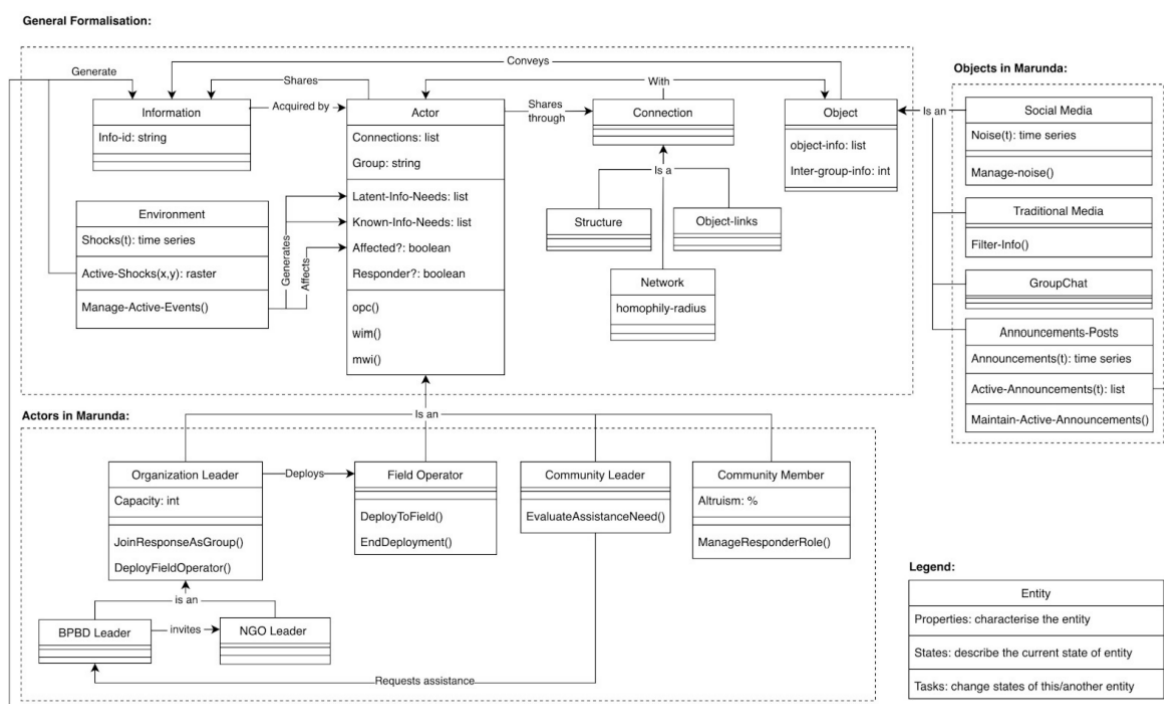 General Formalisation:
Generate
Shares
Conveys
With
Acquired by
Shares
through
Information
Info-id: string
Actor
Connections: list
Group: string
Latent-Info-Needs: list
Known-Info-Needs: list
Affected?: boolean
Responder?: boolean
opc()
wim()
mwi()
Connection
Is a
Structure
Object-links
Network
homophily-radius
Object
object-info: list
Inter-group-info: int
Environment
Shocks(t): time series
Active-Shocks(x,y): raster
Manage-Active-Events()
Generates
Affects
Objects in Marunda:
Is an
Social Media
Noise(t): time series
Manage-noise()
Traditional Media
Filter-Info()
GroupChat
Announcements-Posts
Announcements(t): time series
Active-Announcements(t): list
Maintain-Active-Announcements()
Actors in Marunda:
Is an
Organization Leader
Capacity: int
JoinResponseAsGroup()
DeployFieldOperator()
Deploys
Field Operator
DeployToField()
EndDeployment()
Community Leader
EvaluateAssistanceNeed()
Community Member
Altruism: %
ManageResponderRole()
is an
BPBD Leader
invites
NGO Leader
Requests assistance
Legend:
Entity
Properties: characterise the entity
States: describe the current state of entity
Tasks: change states of this/another entity